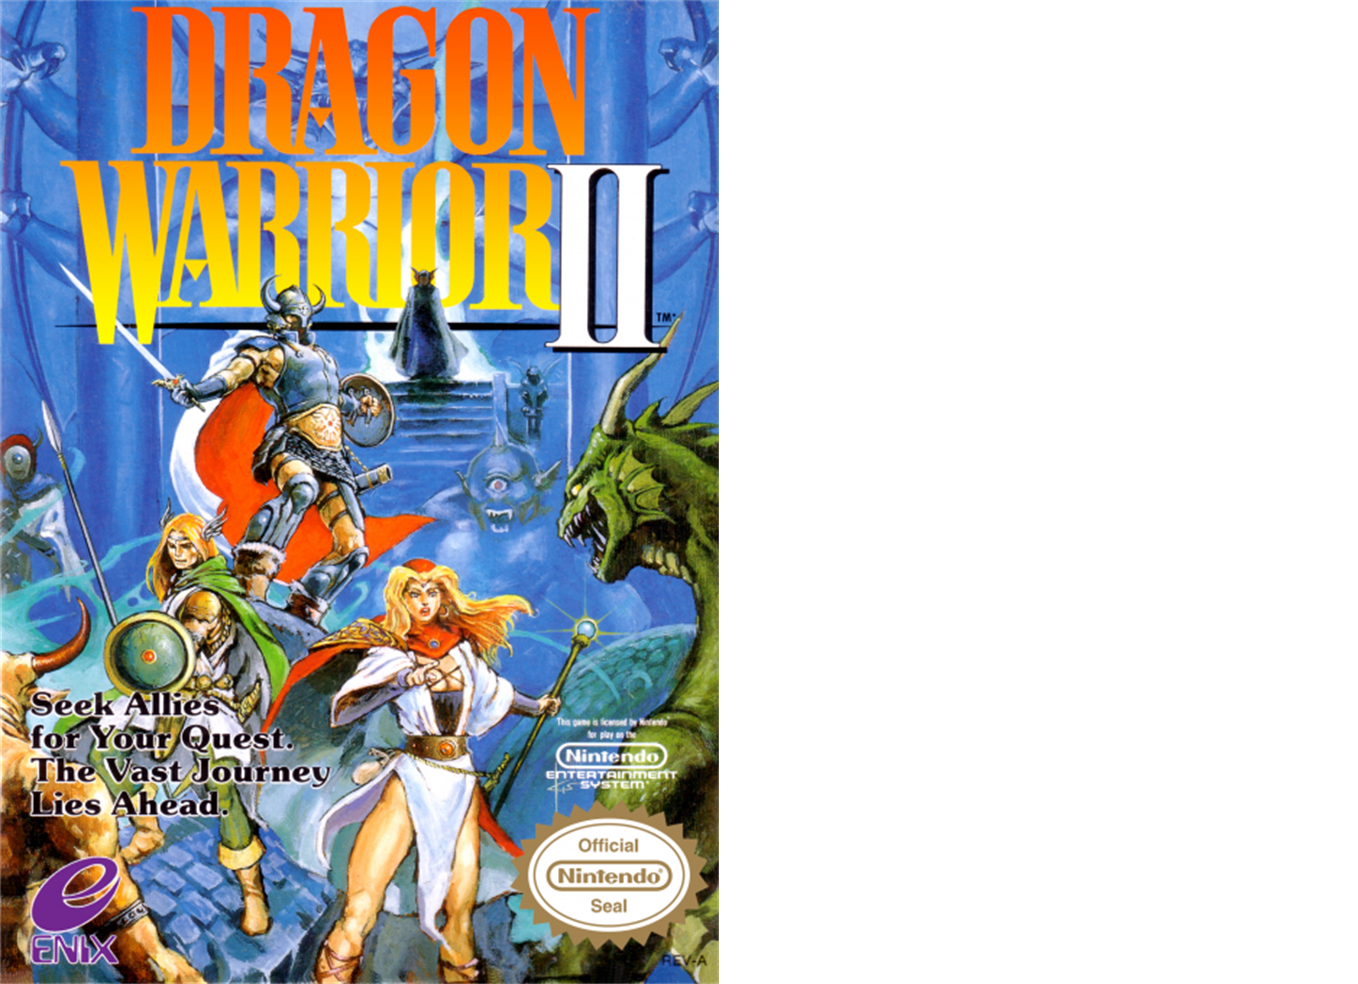 DRAGON
WARRIOR II
TM
Seek Allies
for Your Quest.
The Vast Journey
Lies Ahead.
This game is licensed by Nintendo
for play on the
Nintendo
ENTERTAINMENT
SYSTEM
Official
Nintendo®
Seal
ENIX
REV-A